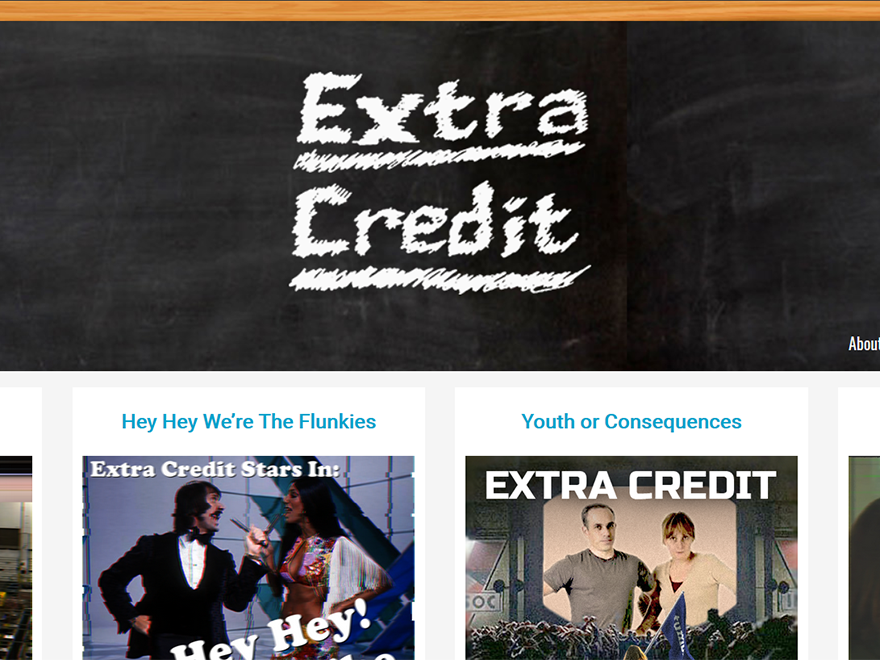 Extra
Credit
About
Hey Hey We're The Flunkies
Youth or Consequences
Extra Credit Stars In:
Hey Hey!
EXTRA CREDIT